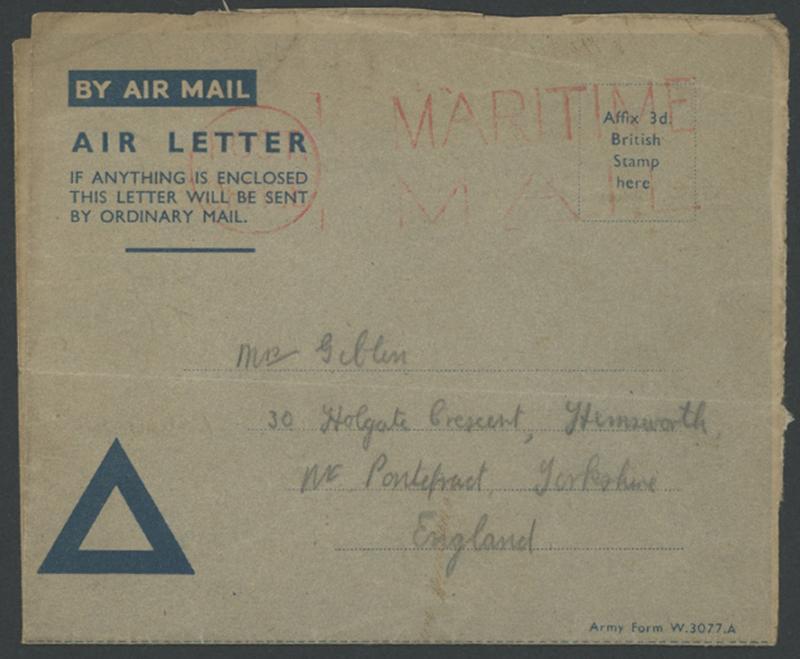 BY AIR MAIL
AIR LETTER
IF ANYTHING IS ENCLOSED
THIS LETTER WILL BE SENT
BY ORDINARY MAIL.
MARITIME
MAIL
Affix 3d.
British
Stamp
here
Mrs Giblen
30 Holgate Crescent, Hemsworth,
Nr Pontefract, Yorkshire
England
Army Form W.3077.A